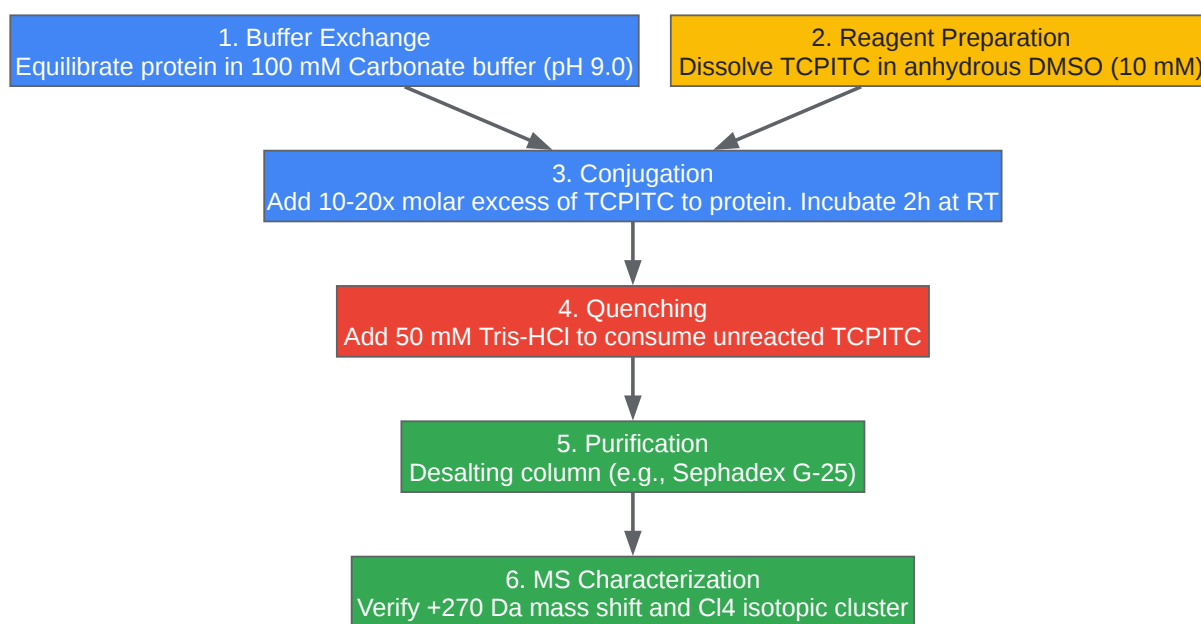 1. Buffer Exchange
Equilibrate protein in 100 mM Carbonate buffer (pH 9.0)
2. Reagent Preparation
Dissolve TCPITC in anhydrous DMSO (10 mM)
3. Conjugation
Add 10-20x molar excess of TCPITC to protein. Incubate 2h at RT
4. Quenching
Add 50 mM Tris-HCl to consume unreacted TCPITC
5. Purification
Desalting column (e.g., Sephadex G-25)
6. MS Characterization
Verify +270 Da mass shift and Cl4 isotopic cluster